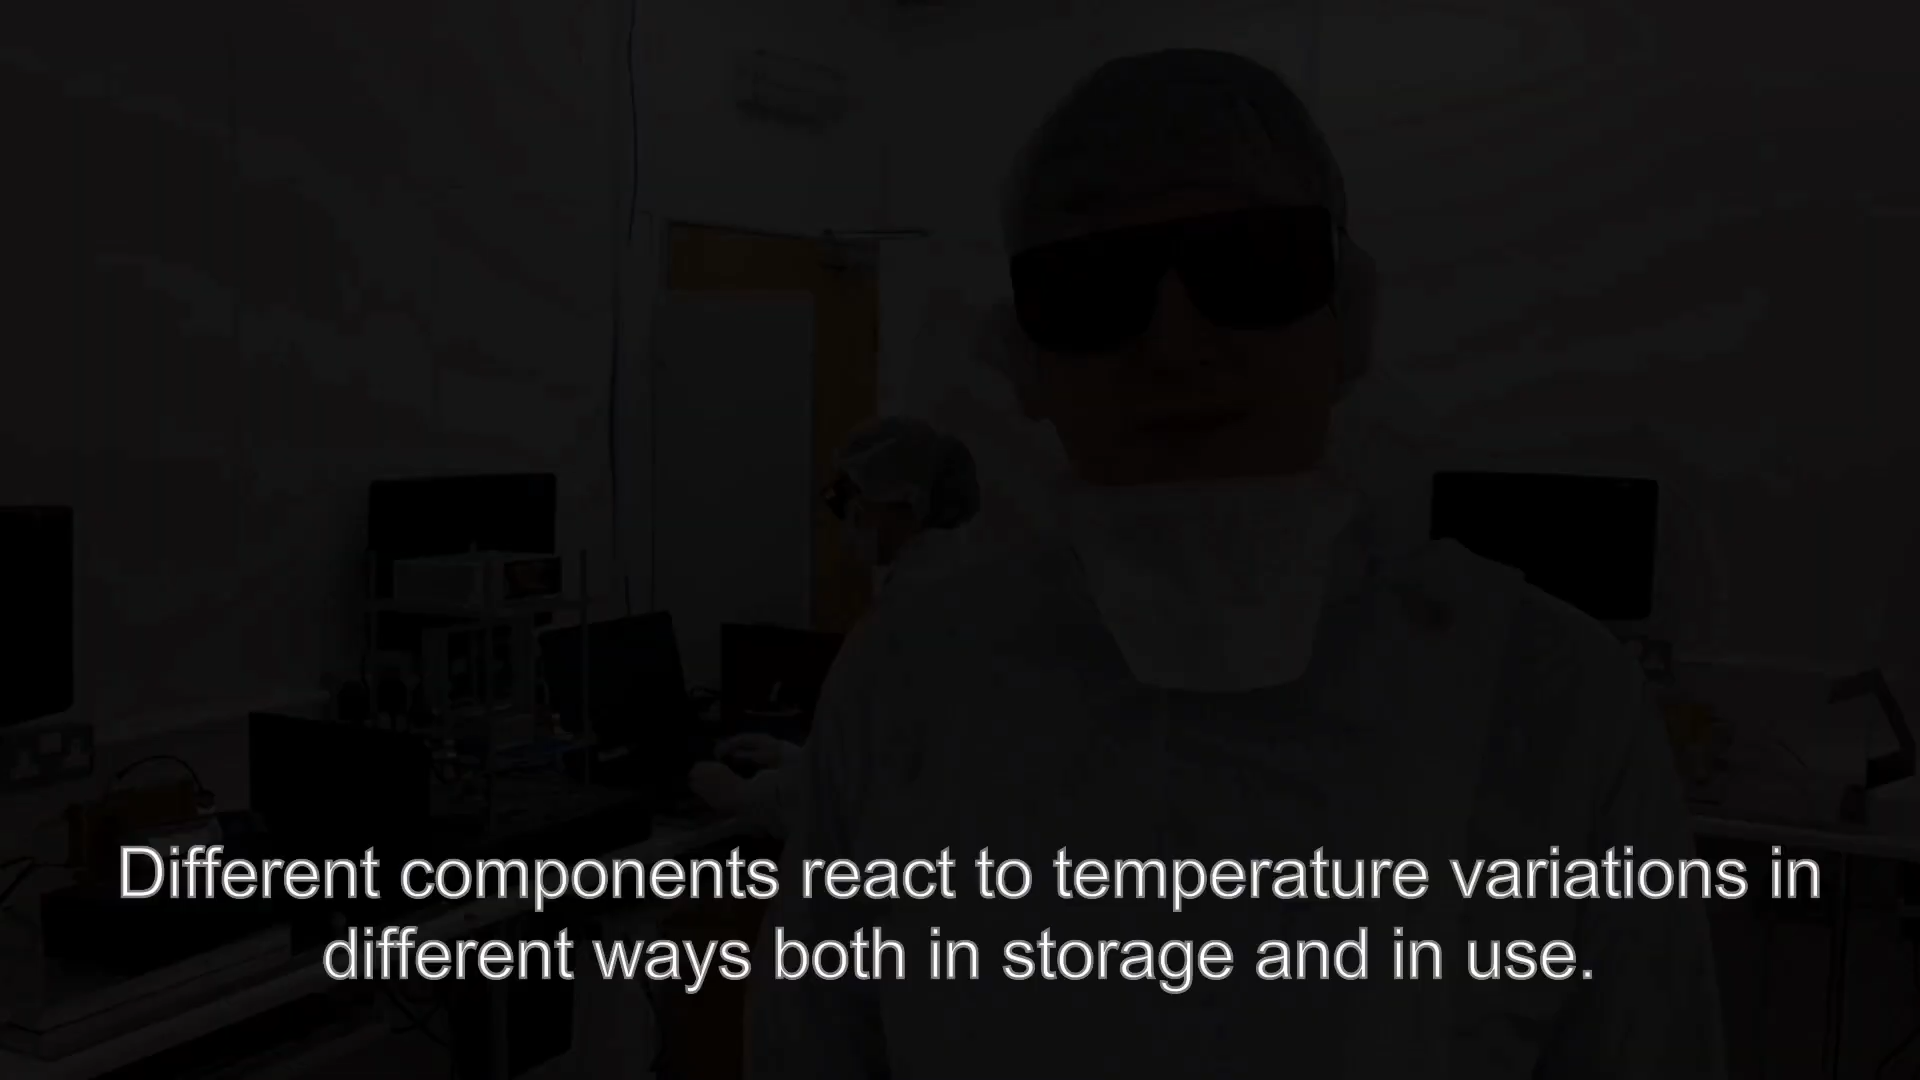 Different components react to temperature variations in
different ways both in storage and in use.